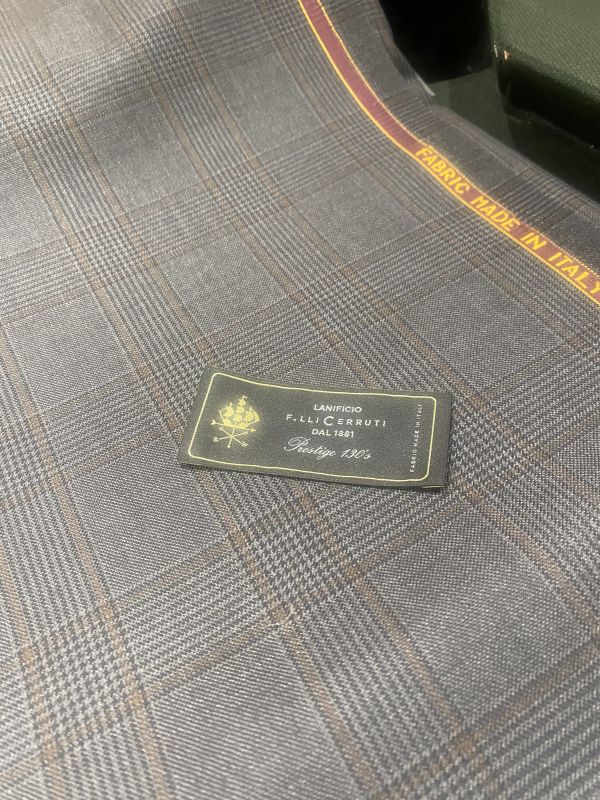 FABRIC MADE IN ITALY
LANIFICIO
F.LLI CERRUTI
DAL 1881
Prestige 130's
FABRIC MADE IN ITALY